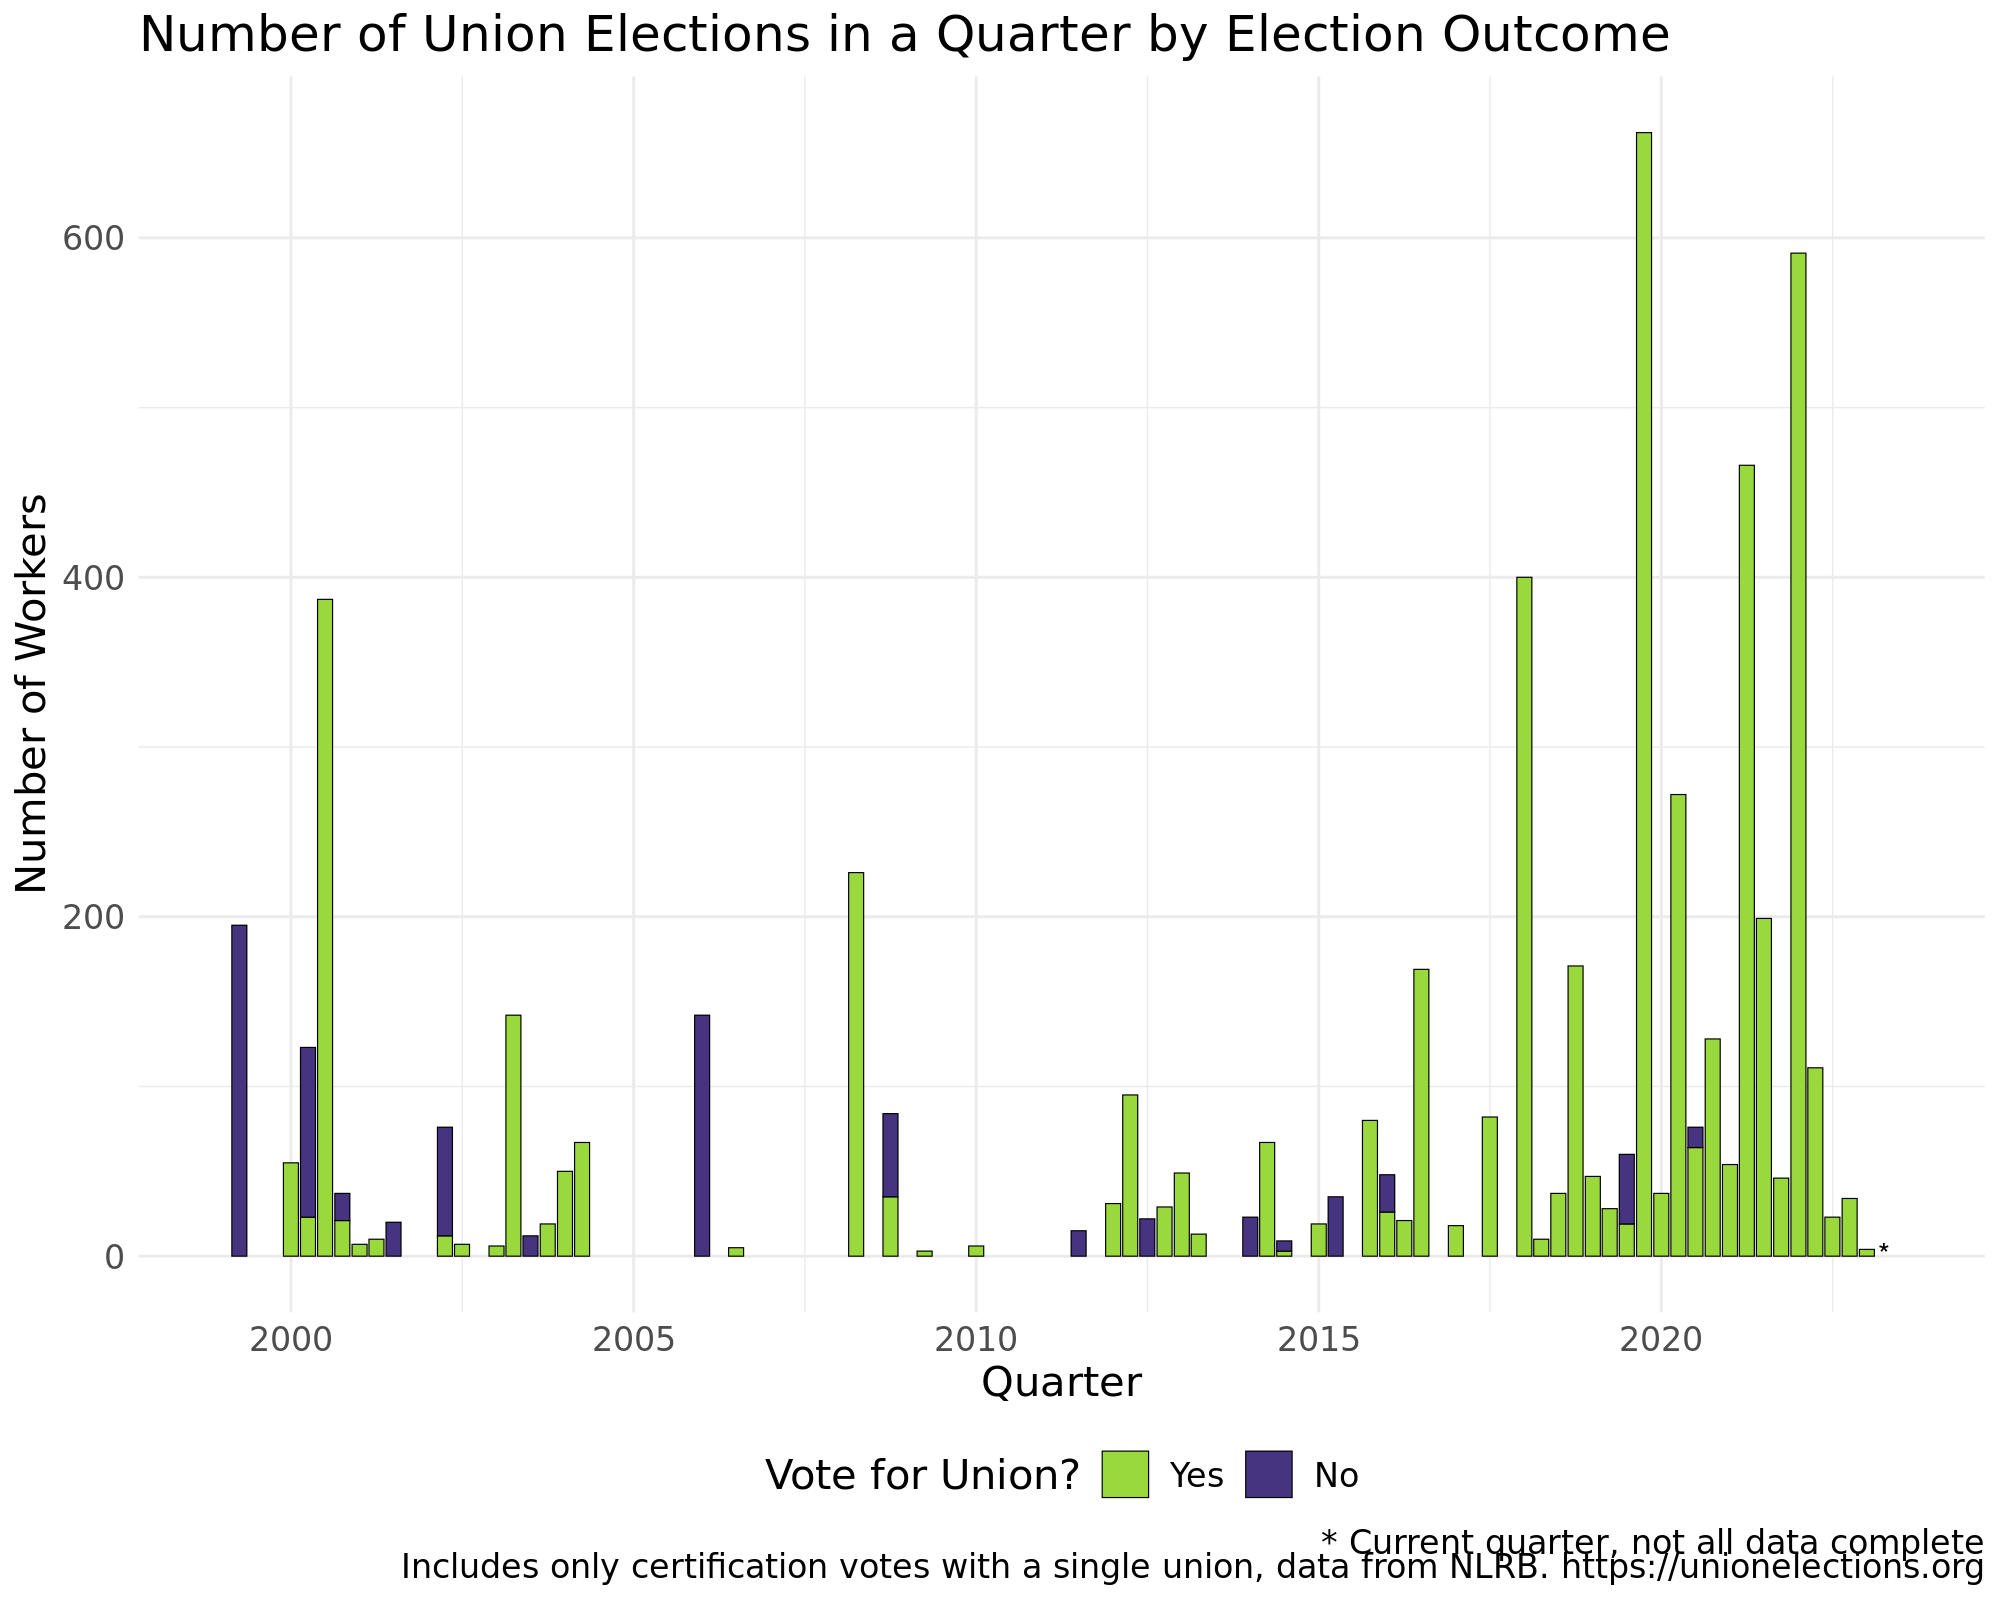 Number of Union Elections in a Quarter by Election Outcome
Number of Workers
600
400
200
0
*
2000 2005 2010 2015 2020
Quarter
Vote for Union? Yes No
* Current quarter, not all data complete
Includes only certification votes with a single union, data from NLRB. https://unionelections.org